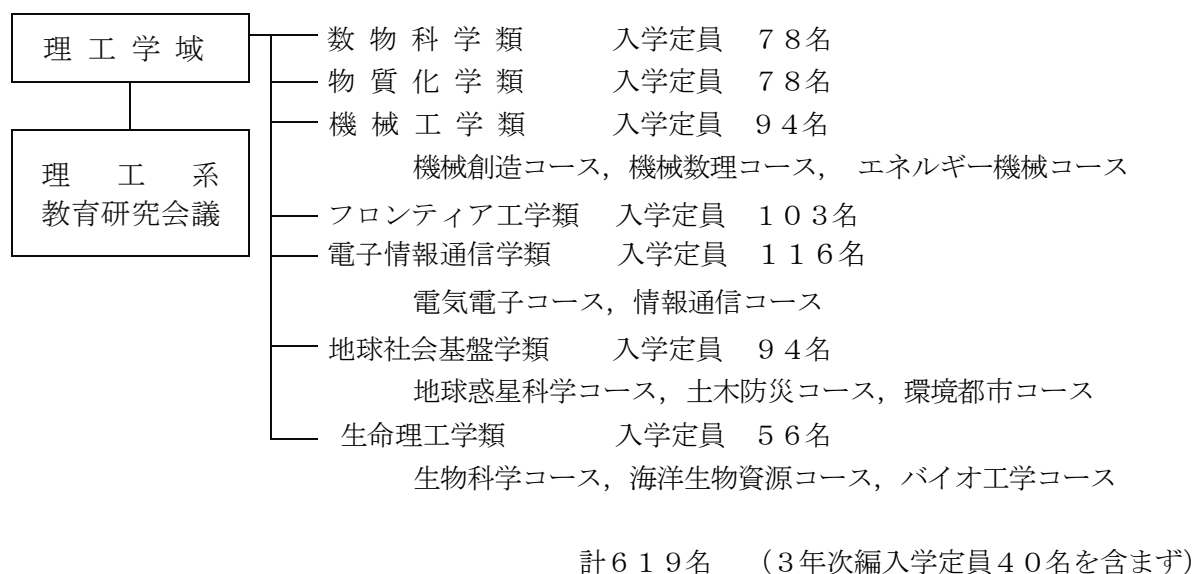 理工学域
理工系
教育研究会議
数物科学類 入学定員 78名
物質化学類 入学定員 78名
機械工学類 入学定員 94名
機械創造コース，機械数理コース， エネルギー機械コース
フロンティア工学類 入学定員 103名
電子情報通信学類 入学定員 116名
電気電子コース，情報通信コース
地球社会基盤学類 入学定員 94名
地球惑星科学コース，土木防災コース，環境都市コース
生命理工学類 入学定員 56名
生物科学コース，海洋生物資源コース，バイオ工学コース
計619名 （3年次編入学定員40名を含まず）